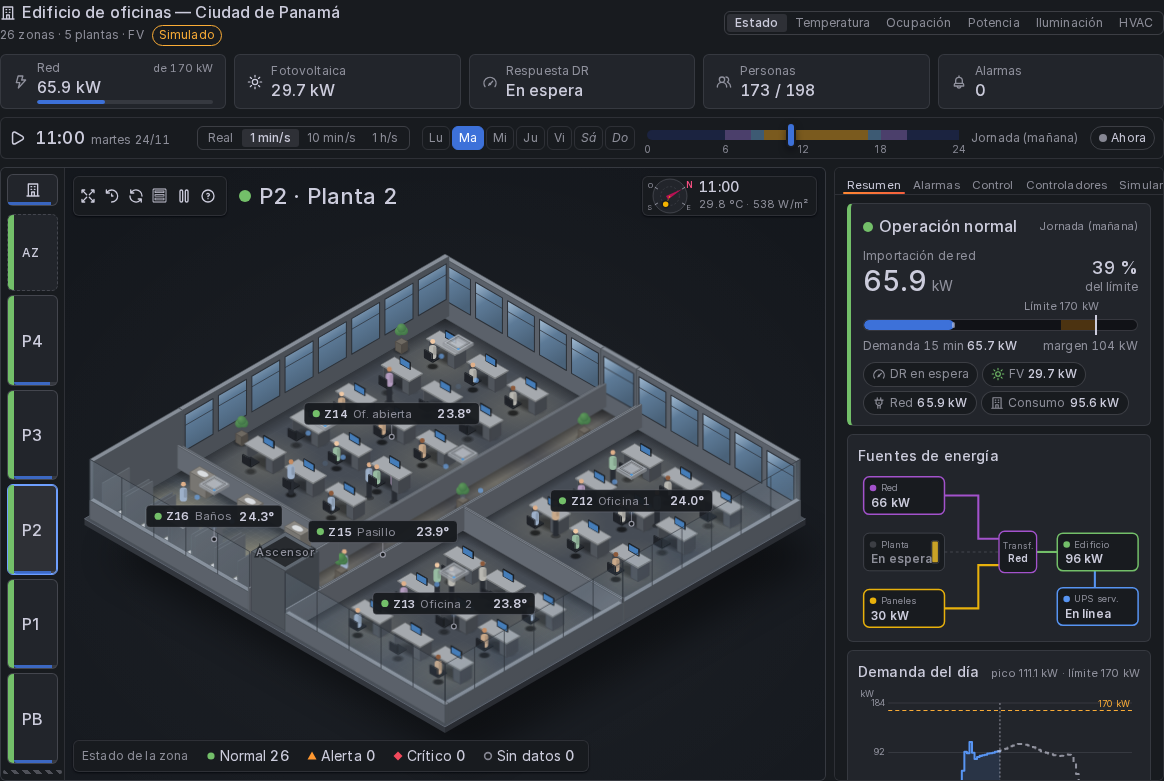 Edificio de oficinas — Ciudad de Panamá
26 zonas · 5 plantas · FV Simulado
Estado Temperatura Ocupación Potencia Iluminación HVAC
Red de 170 kW
65.9 kW
Fotovoltaica
29.7 kW
Respuesta DR
En espera
Personas
173 / 198
Alarmas
0
11:00 martes 24/11
Real 1 min/s 10 min/s 1 h/s
Lu Ma Mi Ju Vi Sá Do
0 6 12 18 24
Jornada (mañana)
Ahora
AZ
P4
P3
P2
P1
PB
P2 · Planta 2
O N S E
11:00
29.8 °C · 538 W/m²
Z14 Of. abierta 23.8°
Z12 Oficina 1 24.0°
Z16 Baños 24.3°
Z15 Pasillo 23.9°
Ascensor
Z13 Oficina 2 23.8°
Estado de la zona Normal 26 Alerta 0 Crítico 0 Sin datos 0
Resumen Alarmas Control Controladores Simular
Operación normal Jornada (mañana)
Importación de red
65.9 kW
39 %
del límite
Límite 170 kW
Demanda 15 min 65.7 kW margen 104 kW
DR en espera FV 29.7 kW
Red 65.9 kW Consumo 95.6 kW
Fuentes de energía
Red
66 kW
Planta
En espera
Transf.
Red
Edificio
96 kW
Paneles
30 kW
UPS serv.
En línea
Demanda del día pico 111.1 kW · límite 170 kW
kW
184
170 kW
92